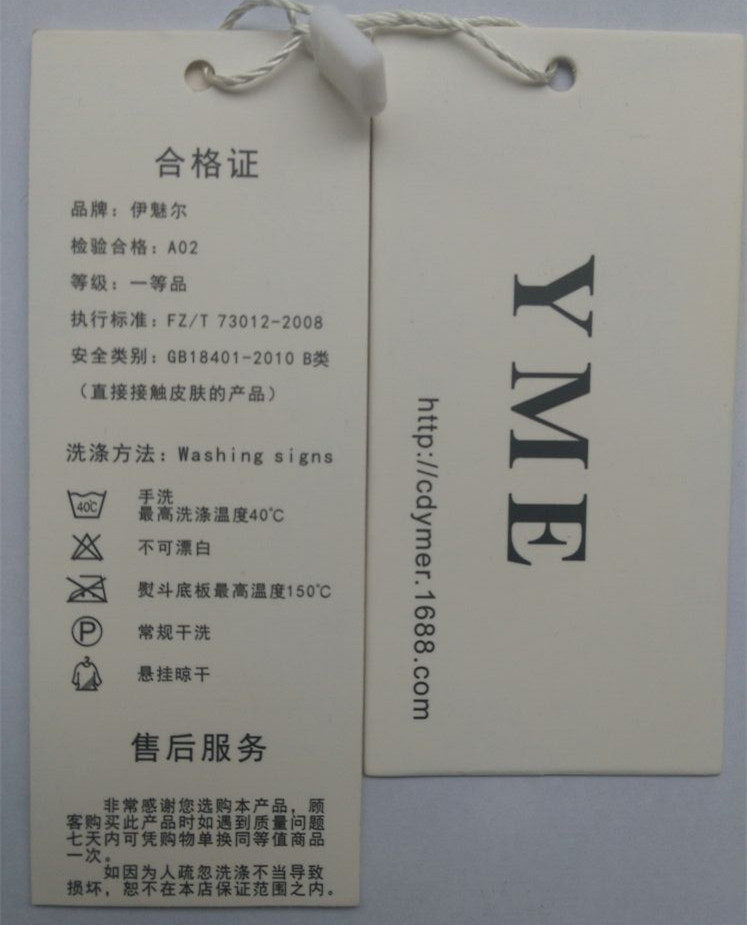 合格证
品牌：伊魅尔
检验合格：A02
等级：一等品
执行标准：FZ/T 73012-2008
安全类别：GB18401-2010 B类
（直接接触皮肤的产品）
洗涤方法：Washing signs
40℃
手洗
最高洗涤温度40℃
不可漂白
熨斗底板最高温度150℃
P
常规干洗
悬挂晾干
售后服务
非常感谢您选购本产品，顾
客购买此产品时如遇到质量问题
七天内可凭购物单换同等值商品
一次。
如因为人疏忽洗涤不当导致
损坏，恕不在本店保证范围之内。
YME
http://cdymer.1688.com